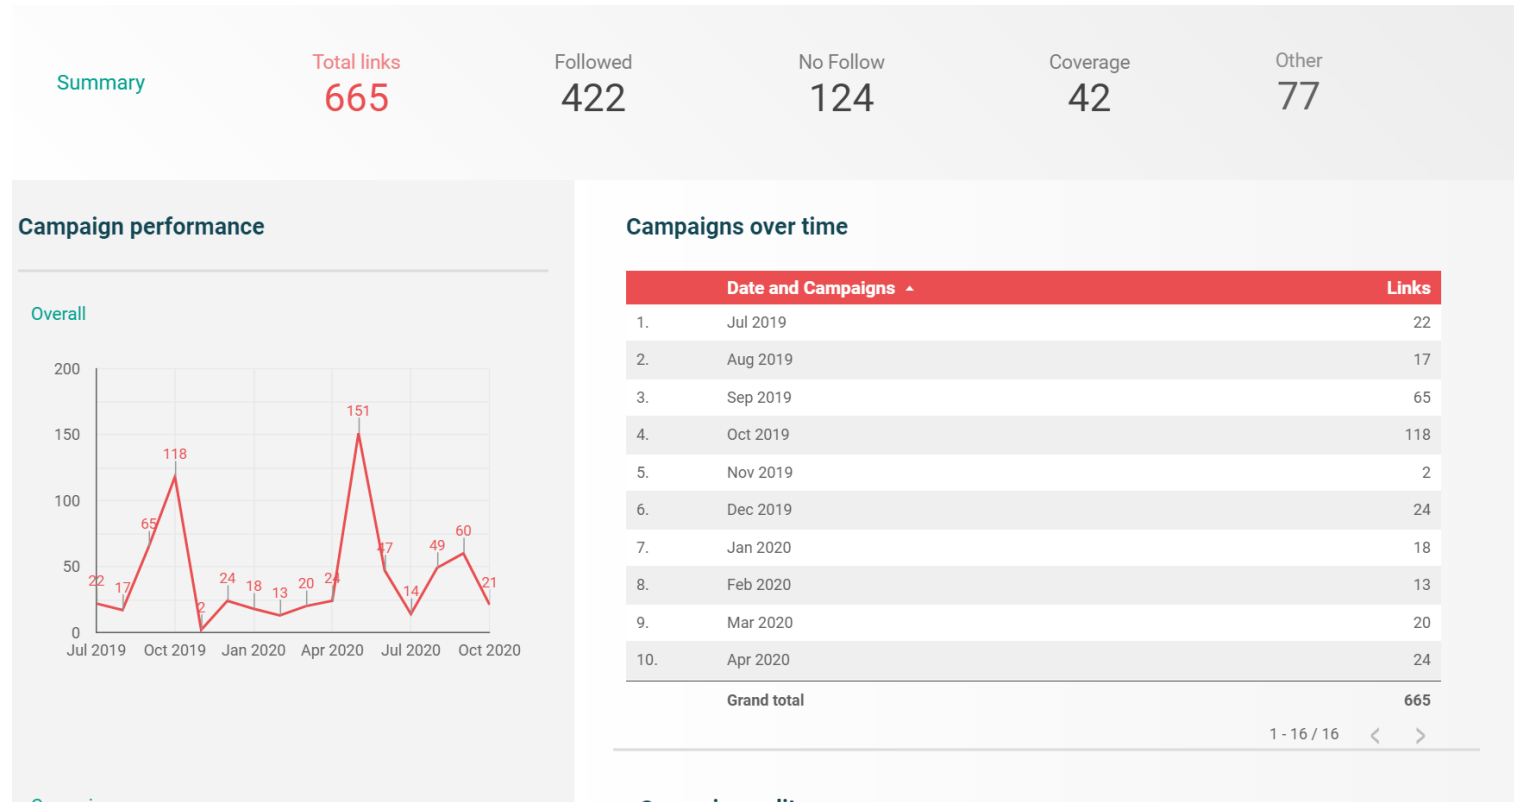 Summary
Total links
665
Followed
422
No Follow
124
Coverage
42
Other
77
Campaign performance
Overall
200
150
100
50
0
22
17
65
118
2
24
18
13
20
24
151
47
14
49
60
21
Jul 2019 Oct 2019 Jan 2020 Apr 2020 Jul 2020 Oct 2020
Campaigns over time
Date and Campaigns Links
1. Jul 2019 22
2. Aug 2019 17
3. Sep 2019 65
4. Oct 2019 118
5. Nov 2019 2
6. Dec 2019 24
7. Jan 2020 18
8. Feb 2020 13
9. Mar 2020 20
10. Apr 2020 24
Grand total 665
1 - 16 / 16 < >